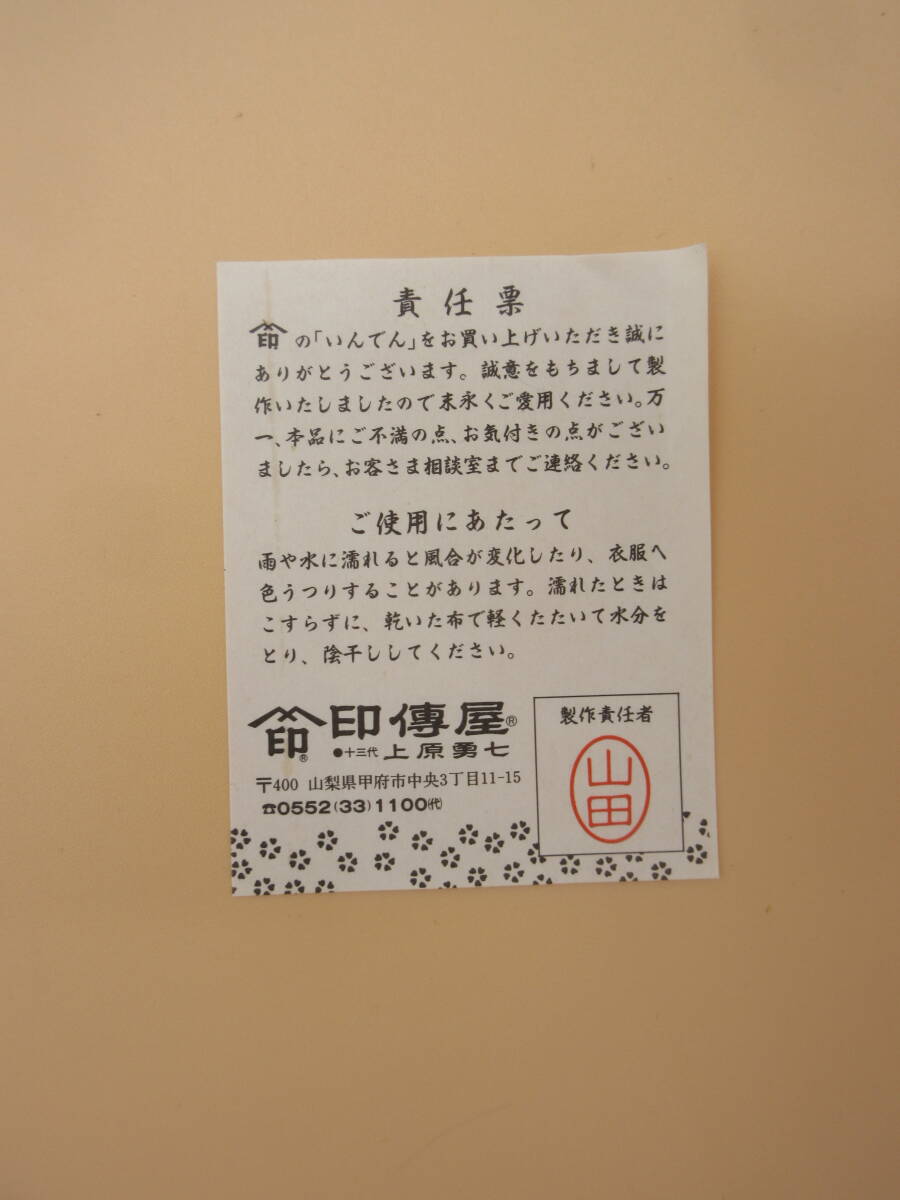 責任票
印の「いんでん」をお買い上げいただき誠に
ありがとうございます。誠意をもちまして製
作いたしましたので末永くご愛用ください。万
一、本品にご不満の点、お気付きの点がござい
ましたら、お客さま相談室までご連絡ください。
ご使用にあたって
雨や水に濡れると風合が変化したり、衣服へ
色うつりすることがあります。濡れたときは
こすらずに、乾いた布で軽くたたいて水分を
とり、陰干ししてください。
印® 印傳屋®
●十三代 上原勇七
〒400 山梨県甲府市中央3丁目11-15
☎0552(33)1100㈹
製作責任者
山田